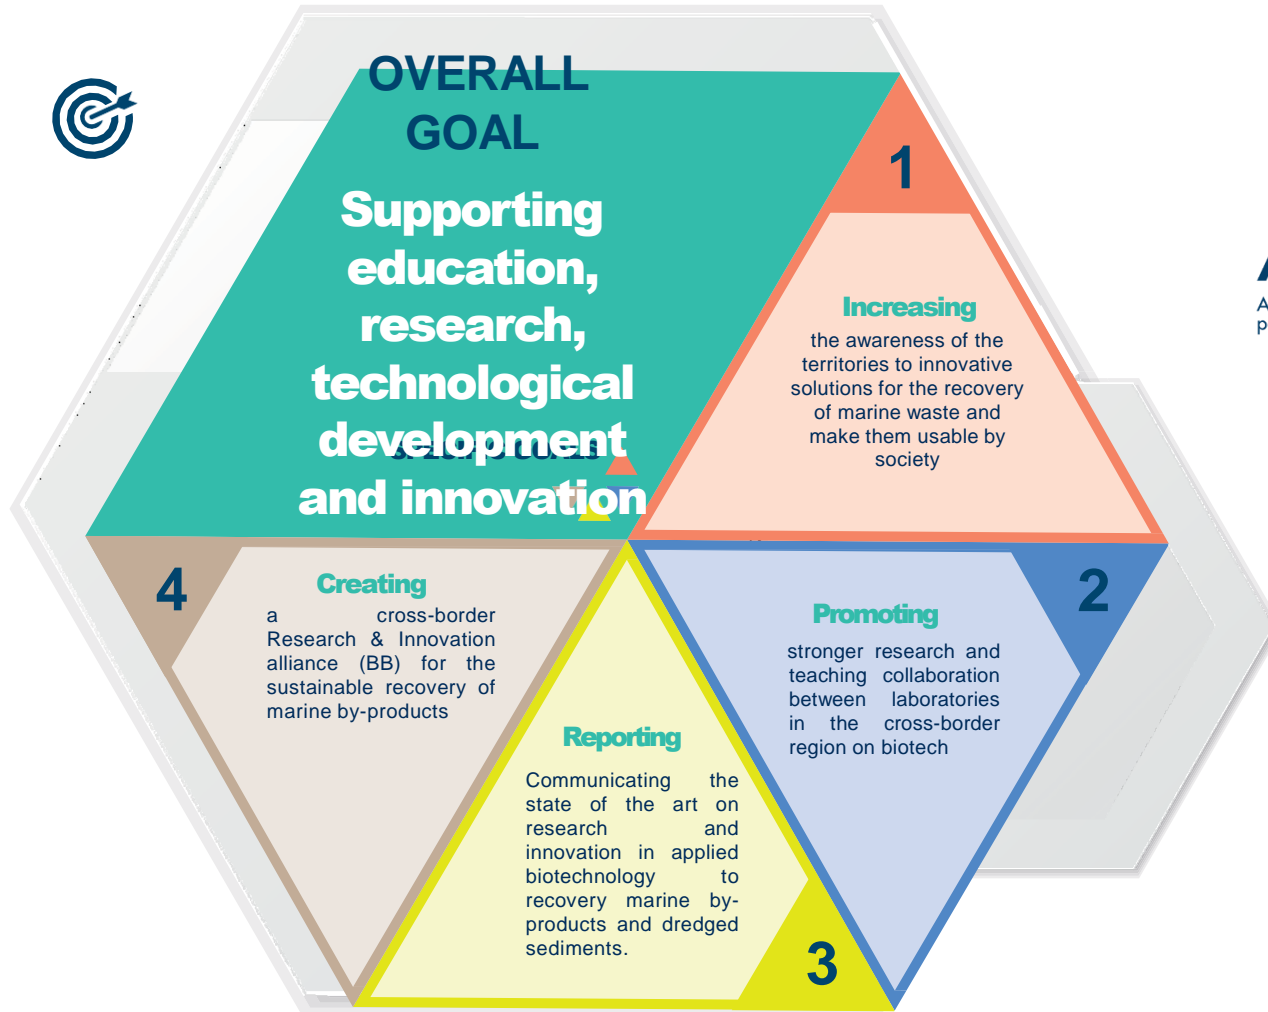 OVERALL
GOAL
Supporting
education,
research,
technological
development
and innovation
SPECIFIC GOALS
1
Increasing
the awareness of the
territories to innovative
solutions for the recovery
of marine waste and
make them usable by
society
2
Promoting
stronger research and
teaching collaboration
between laboratories
in the cross-border
region on biotech
3
Reporting
Communicating the
state of the art on
research and
innovation in applied
biotechnology to
recovery marine by-
products and dredged
sediments.
4
Creating
a cross-border
Research & Innovation
alliance (BB) for the
sustainable recovery of
marine by-products